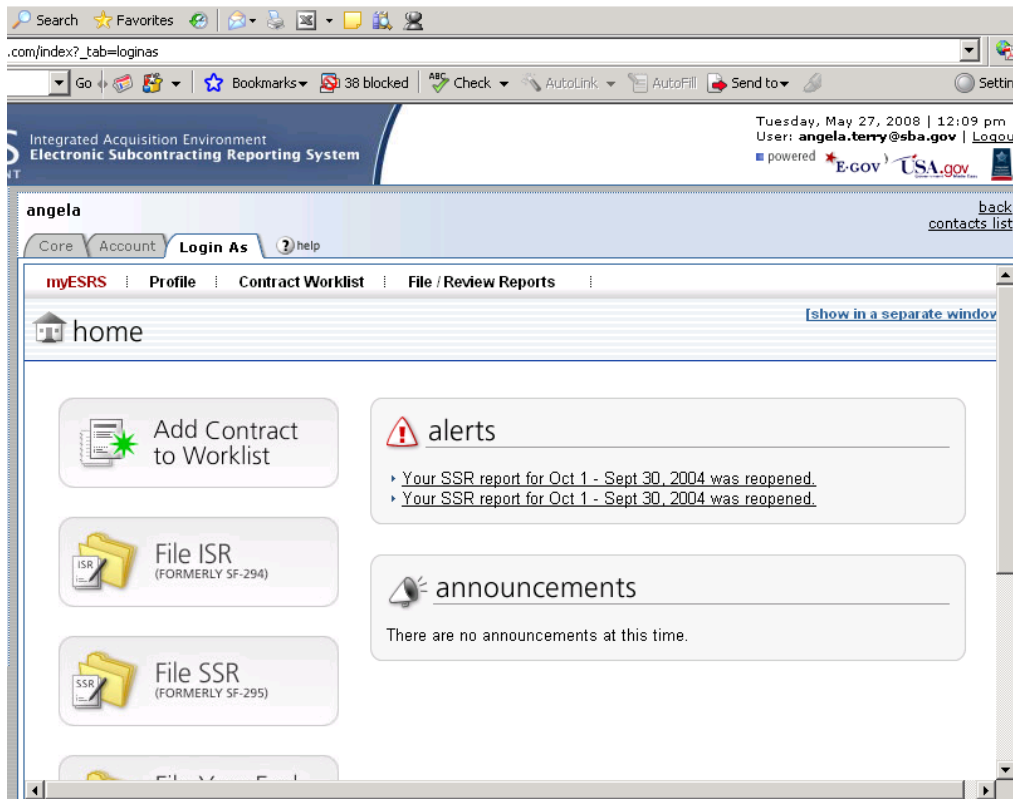 Search Favorites
.com/index?_tab=loginas
Go Bookmarks 38 blocked ABC Check AutoLink AutoFill Send to Settin
Integrated Acquisition Environment
Electronic Subcontracting Reporting System
Tuesday, May 27, 2008 | 12:09 pm
User: angela.terry@sba.gov | Logou
powered E-GOV USA.gov
angela
back
contacts list
Core Account Login As ? help
myESRS Profile Contract Worklist File / Review Reports
home
[show in a separate window
Add Contract
to Worklist
alerts
Your SSR report for Oct 1 - Sept 30, 2004 was reopened.
Your SSR report for Oct 1 - Sept 30, 2004 was reopened.
ISR
File ISR
(FORMERLY SF-294)
announcements
There are no announcements at this time.
SSR
File SSR
(FORMERLY SF-295)